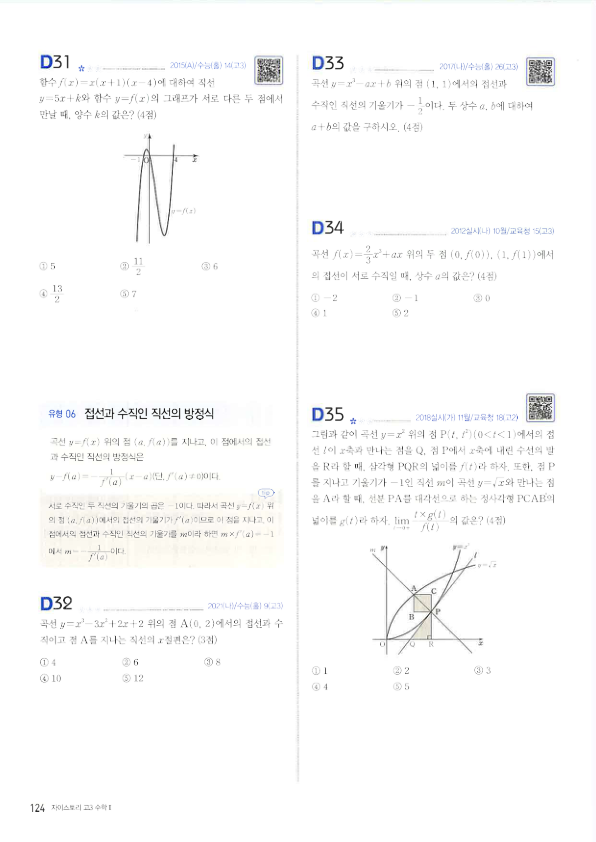 D31
2015(A)/수능(홀) 14(고3)
함수 f(x)=x(x+1)(x-4)에 대하여 직선
y=5x+k와 함수 y=f(x)의 그래프가 서로 다른 두 점에서
만날 때, 양수 k의 값은? (4점)
-1 O 4 x
y=f(x)
① 5 ② 11/2 ③ 6
④ 13/2 ⑤ 7
유형 06 접선과 수직인 직선의 방정식
곡선 y=f(x) 위의 점 (a, f(a))를 지나고, 이 점에서의 접선
과 수직인 직선의 방정식은
y-f(a)=-1/f'(a)(x-a)(단, f'(a)≠0)이다.
서로 수직인 두 직선의 기울기의 곱은 -1이다. 따라서 곡선 y=f(x) 위
의 점 (a, f(a))에서의 접선의 기울기가 f'(a)이므로 이 점을 지나고, 이
점에서의 접선과 수직인 직선의 기울기를 m이라 하면 m×f'(a)=-1
에서 m=-1/f'(a)이다.
D32
2021(나)/수능(홀) 9(고3)
곡선 y=x³-3x²+2x+2 위의 점 A(0, 2)에서의 접선과 수
직이고 점 A를 지나는 직선의 x절편은? (3점)
① 4 ② 6 ③ 8
④ 10 ⑤ 12
124 자이스토리 고3 수학 II
D33
2017(나)/수능(홀) 26(고3)
곡선 y=x³-ax+b 위의 점 (1, 1)에서의 접선과
수직인 직선의 기울기가 -1/2이다. 두 상수 a, b에 대하여
a+b의 값을 구하시오. (4점)
D34
2012실시(나) 10월/교육청 15(고3)
곡선 f(x)=2/3x³+ax 위의 두 점 (0, f(0)), (1, f(1))에서
의 접선이 서로 수직일 때, 상수 a의 값은? (4점)
① -2 ② -1 ③ 0
④ 1 ⑤ 2
D35
2018실시(가) 11월/교육청 18(고2)
그림과 같이 곡선 y=x² 위의 점 P(t, t²)(0<t<1)에서의 접
선 l이 x축과 만나는 점을 Q, 점 P에서 x축에 내린 수선의 발
을 R라 할 때, 삼각형 PQR의 넓이를 f(t)라 하자. 또한, 점 P
를 지나고 기울기가 -1인 직선 m이 곡선 y=√x와 만나는 점
을 A라 할 때, 선분 PA를 대각선으로 하는 정사각형 PCAB의
넓이를 g(t)라 하자. lim t→0+ t×g(t)/f(t)의 값은? (4점)
m y y=x² l
y=√x
A C
B P
O Q R x
① 1 ② 2 ③ 3
④ 4 ⑤ 5